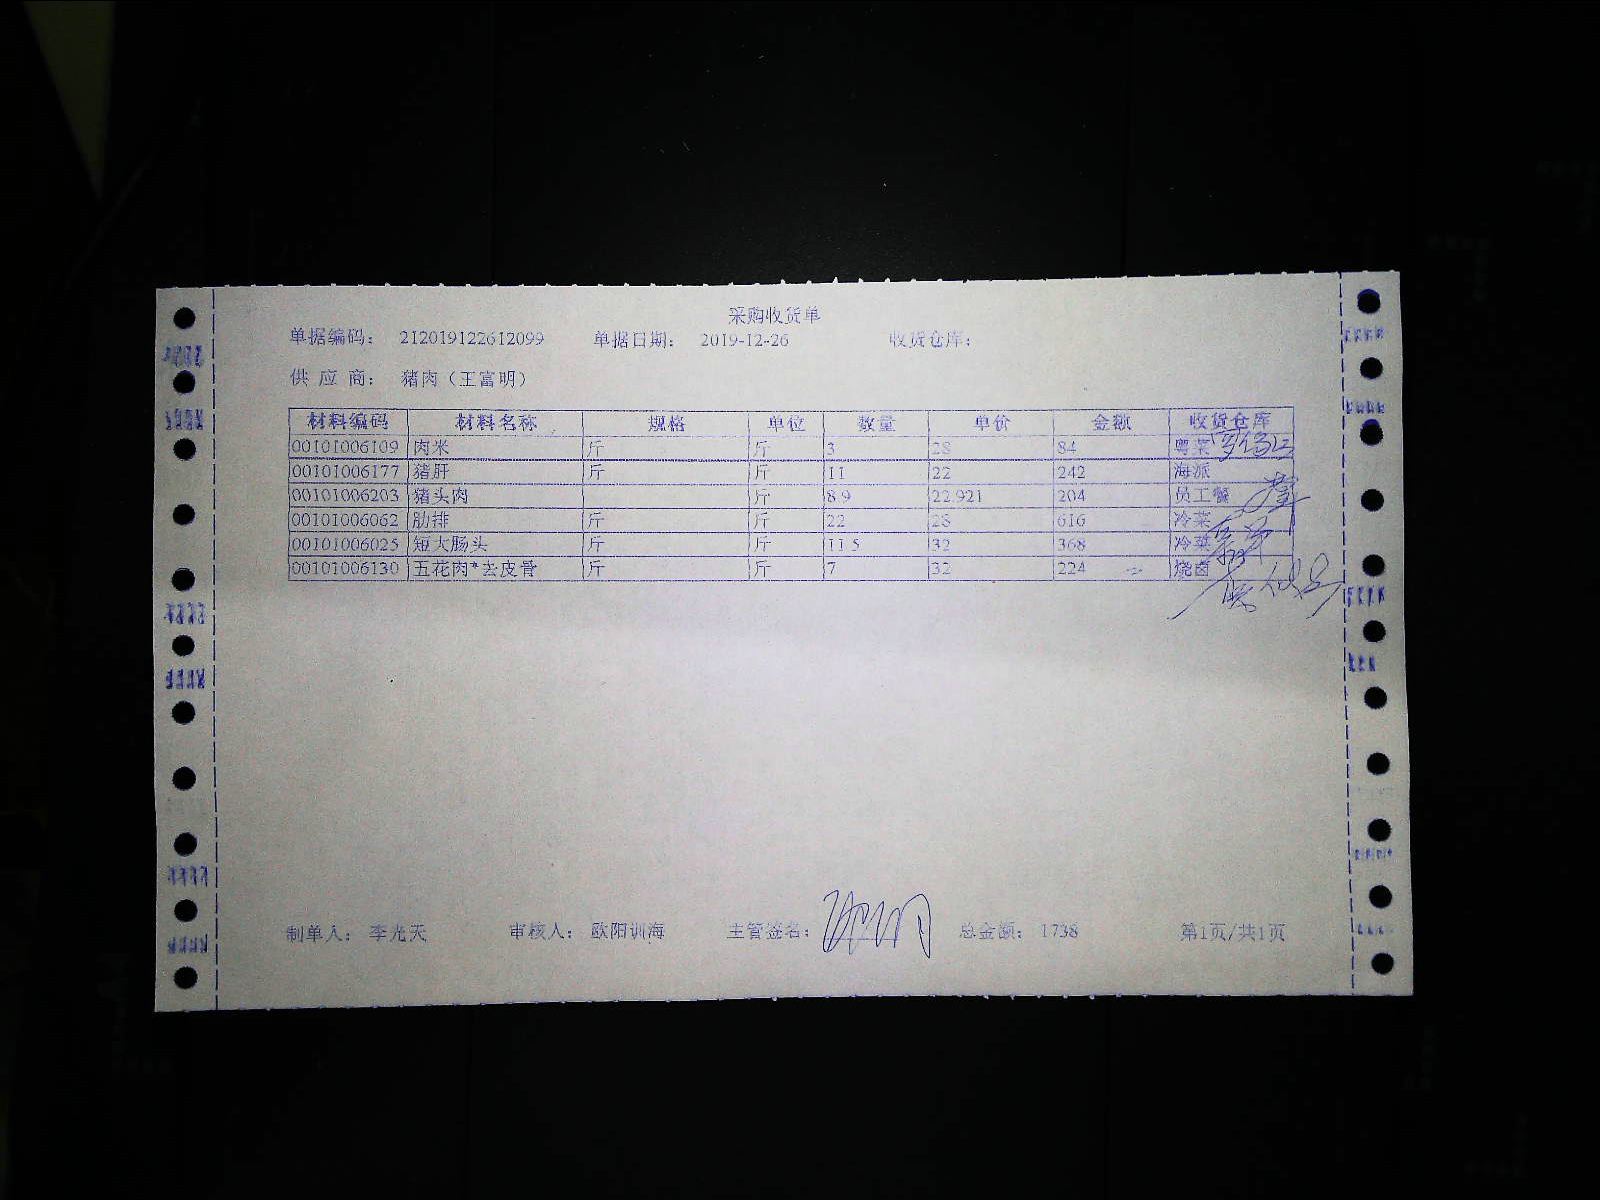 采购收货单
单据编码： 212019122612099 单据日期： 2019-12-26 收货仓库：
供 应 商： 猪肉（王富明）
材料编码 材料名称 规格 单位 数量 单价 金额 收货仓库
00101006109 肉米 斤 斤 3 28 84 粤菜
00101006177 猪肝 斤 斤 11 22 242 海派
00101006203 猪头肉 斤 8.9 22.921 204 员工餐
00101006062 肋排 斤 斤 22 28 616 冷菜
00101006025 短大肠头 斤 斤 11.5 32 368 冷菜
00101006130 五花肉*去皮骨 斤 斤 7 32 224 烧卤
制单人： 李光天 审核人： 欧阳训海 主管签名： 总金额： 1738 第1页/共1页